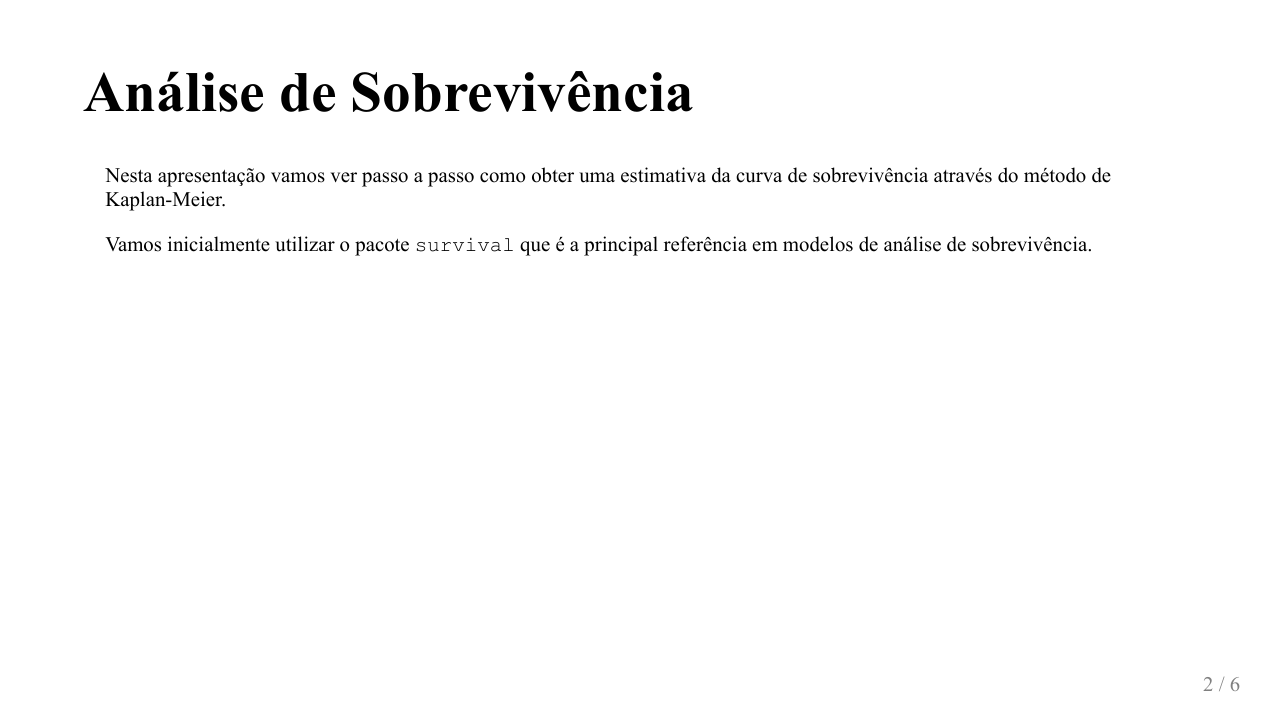 Análise de Sobrevivência
Nesta apresentação vamos ver passo a passo como obter uma estimativa da curva de sobrevivência através do método de
Kaplan-Meier.
Vamos inicialmente utilizar o pacote survival que é a principal referência em modelos de análise de sobrevivência.
2 / 6